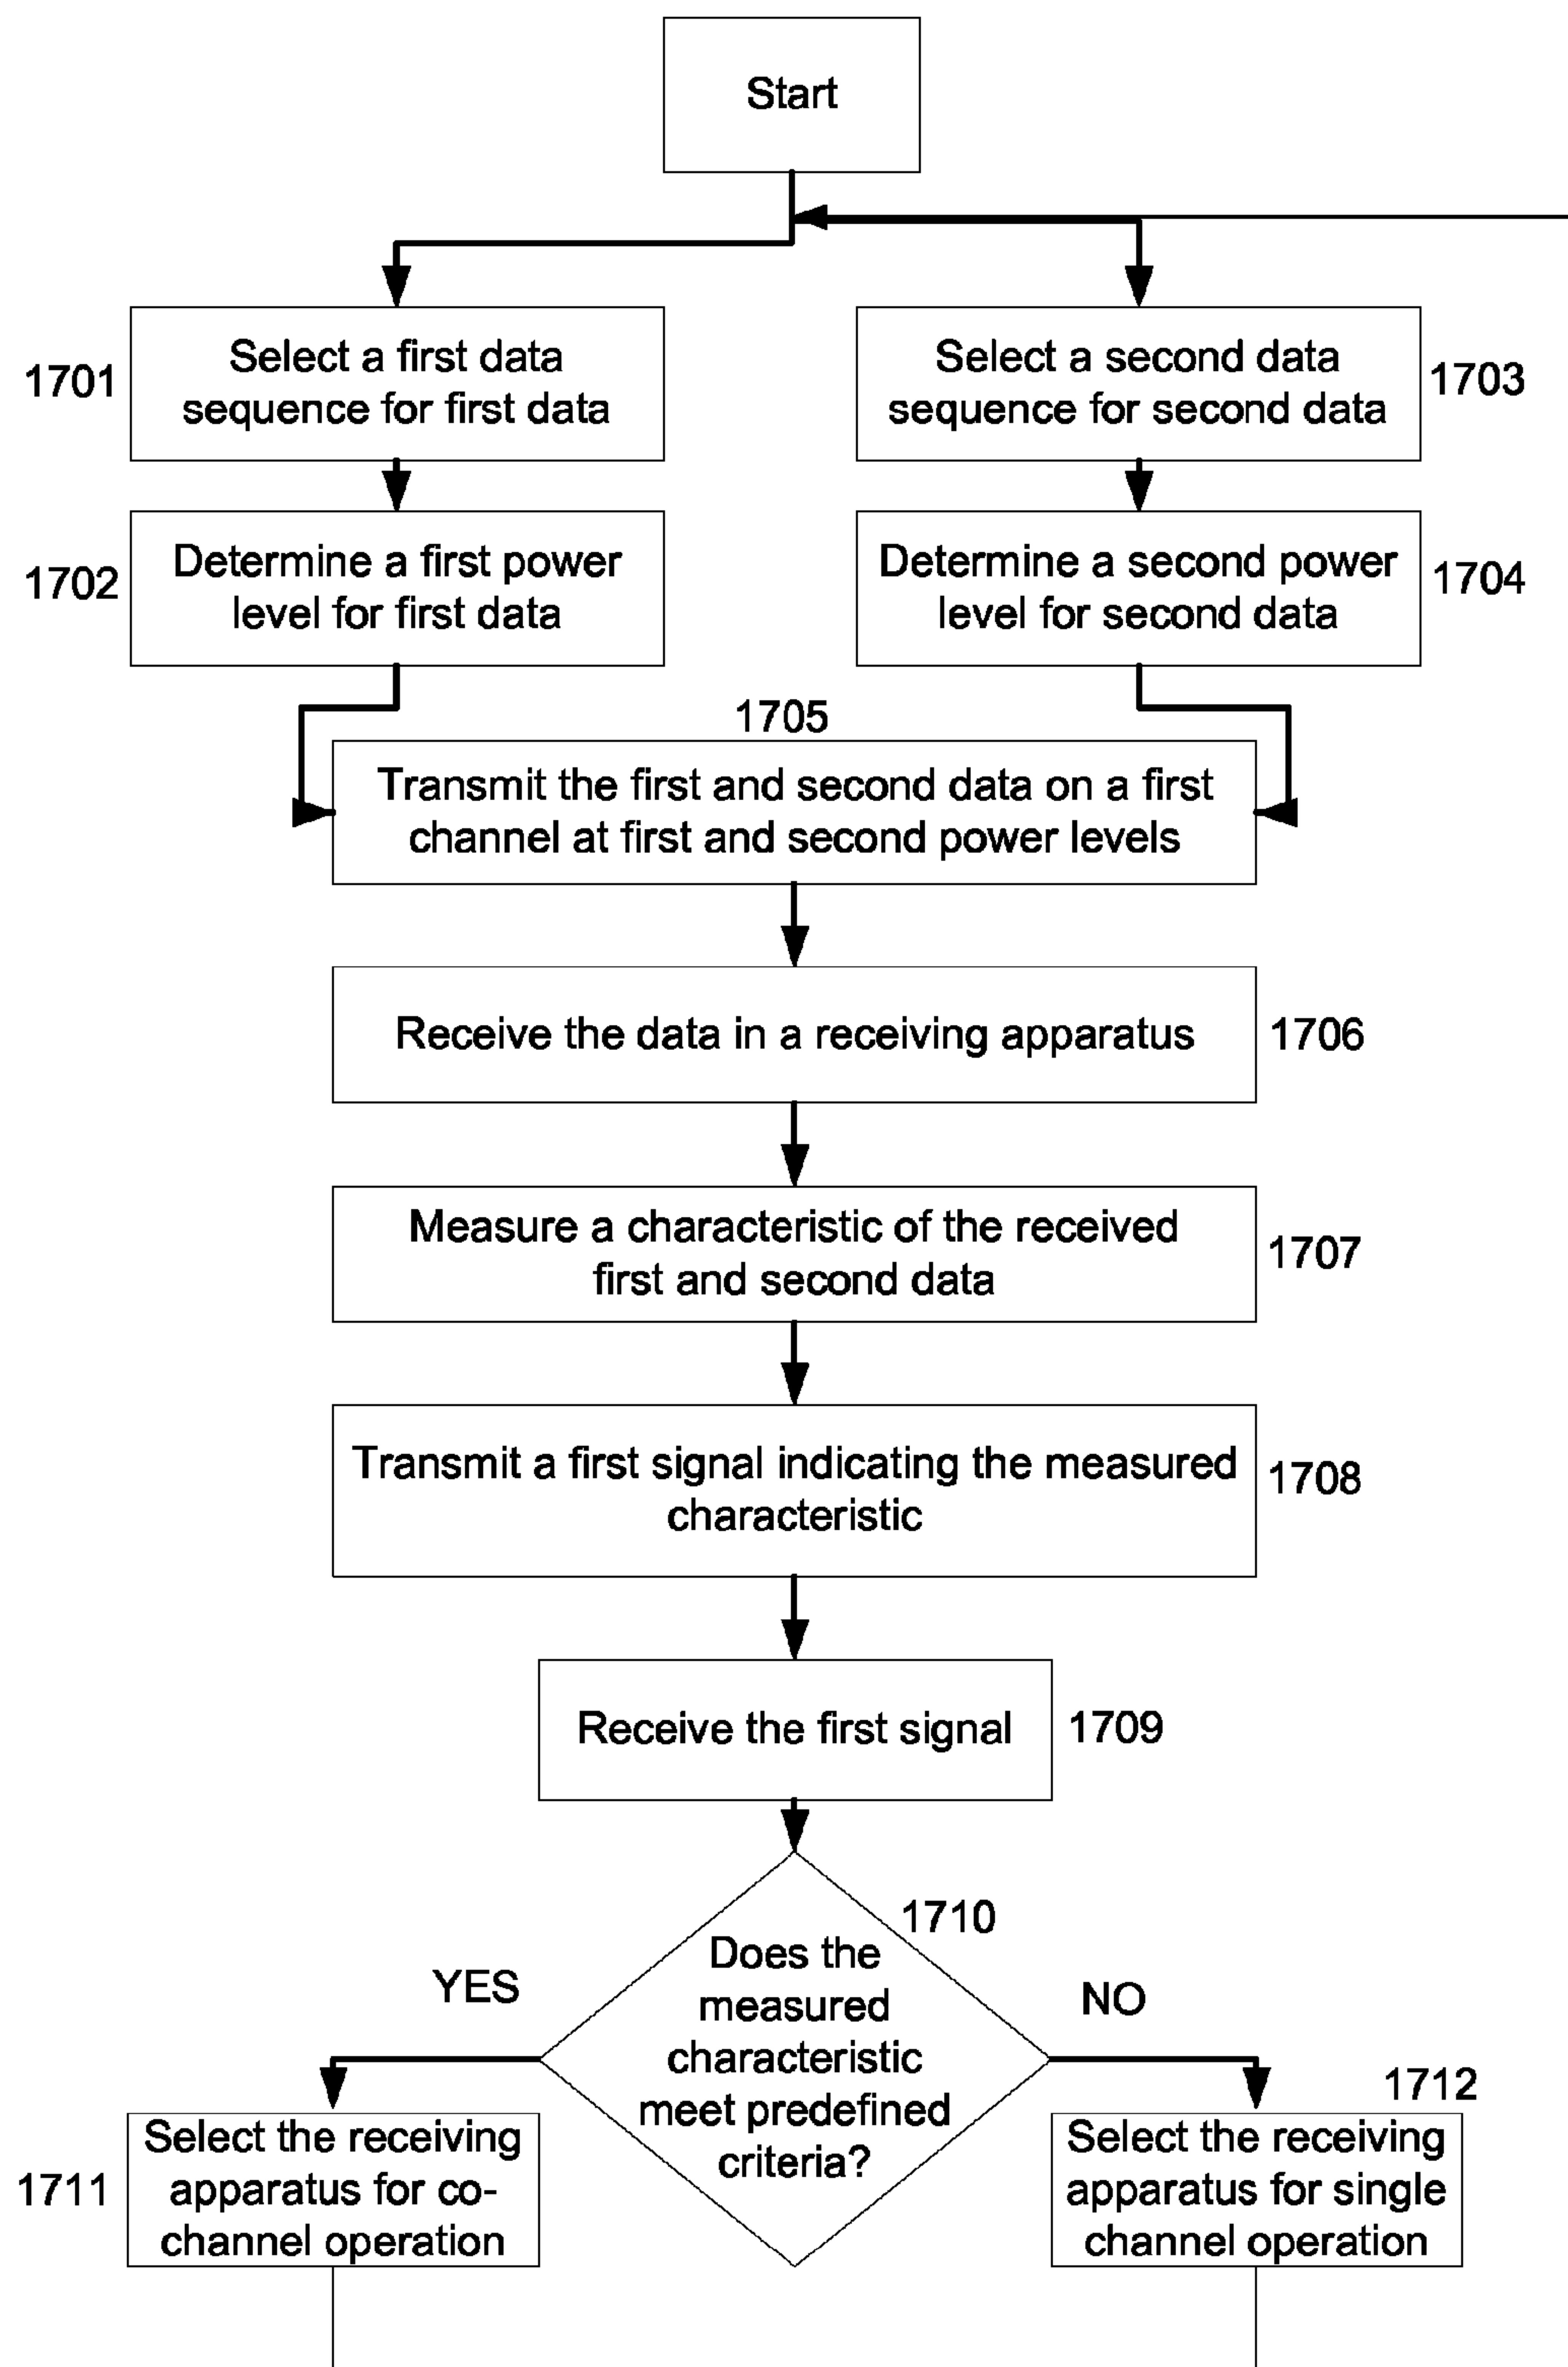 Start
1701
Select a first data
sequence for first data
Select a second data
sequence for second data
1703
1702
Determine a first power
level for first data
Determine a second power
level for second data
1704
1705
Transmit the first and second data on a first
channel at first and second power levels
Receive the data in a receiving apparatus
1706
Measure a characteristic of the received
first and second data
1707
Transmit a first signal indicating the measured
characteristic
1708
Receive the first signal
1709
1710
Does the
measured
characteristic
meet predefined
criteria?
YES
NO
1711
Select the receiving
apparatus for co-
channel operation
1712
Select the receiving
apparatus for single
channel operation